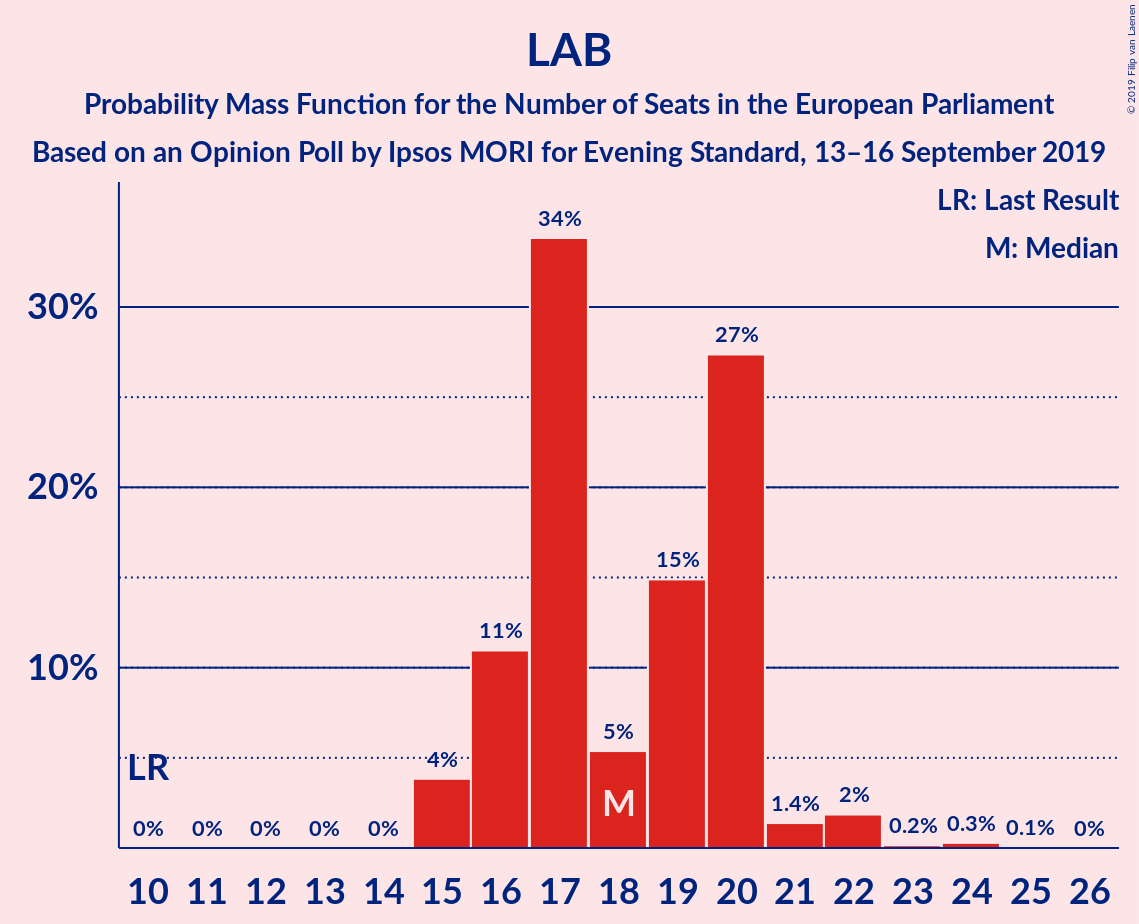 © 2019 Filip van Laenen
LAB
Probability Mass Function for the Number of Seats in the European Parliament
Based on an Opinion Poll by Ipsos MORI for Evening Standard, 13–16 September 2019
LR: Last Result
M: Median
30%
20%
10%
LR
0% 0% 0% 0% 0% 4% 11% 34% 5% 15% 27% 1.4% 2% 0.2% 0.3% 0.1% 0%
M
10 11 12 13 14 15 16 17 18 19 20 21 22 23 24 25 26